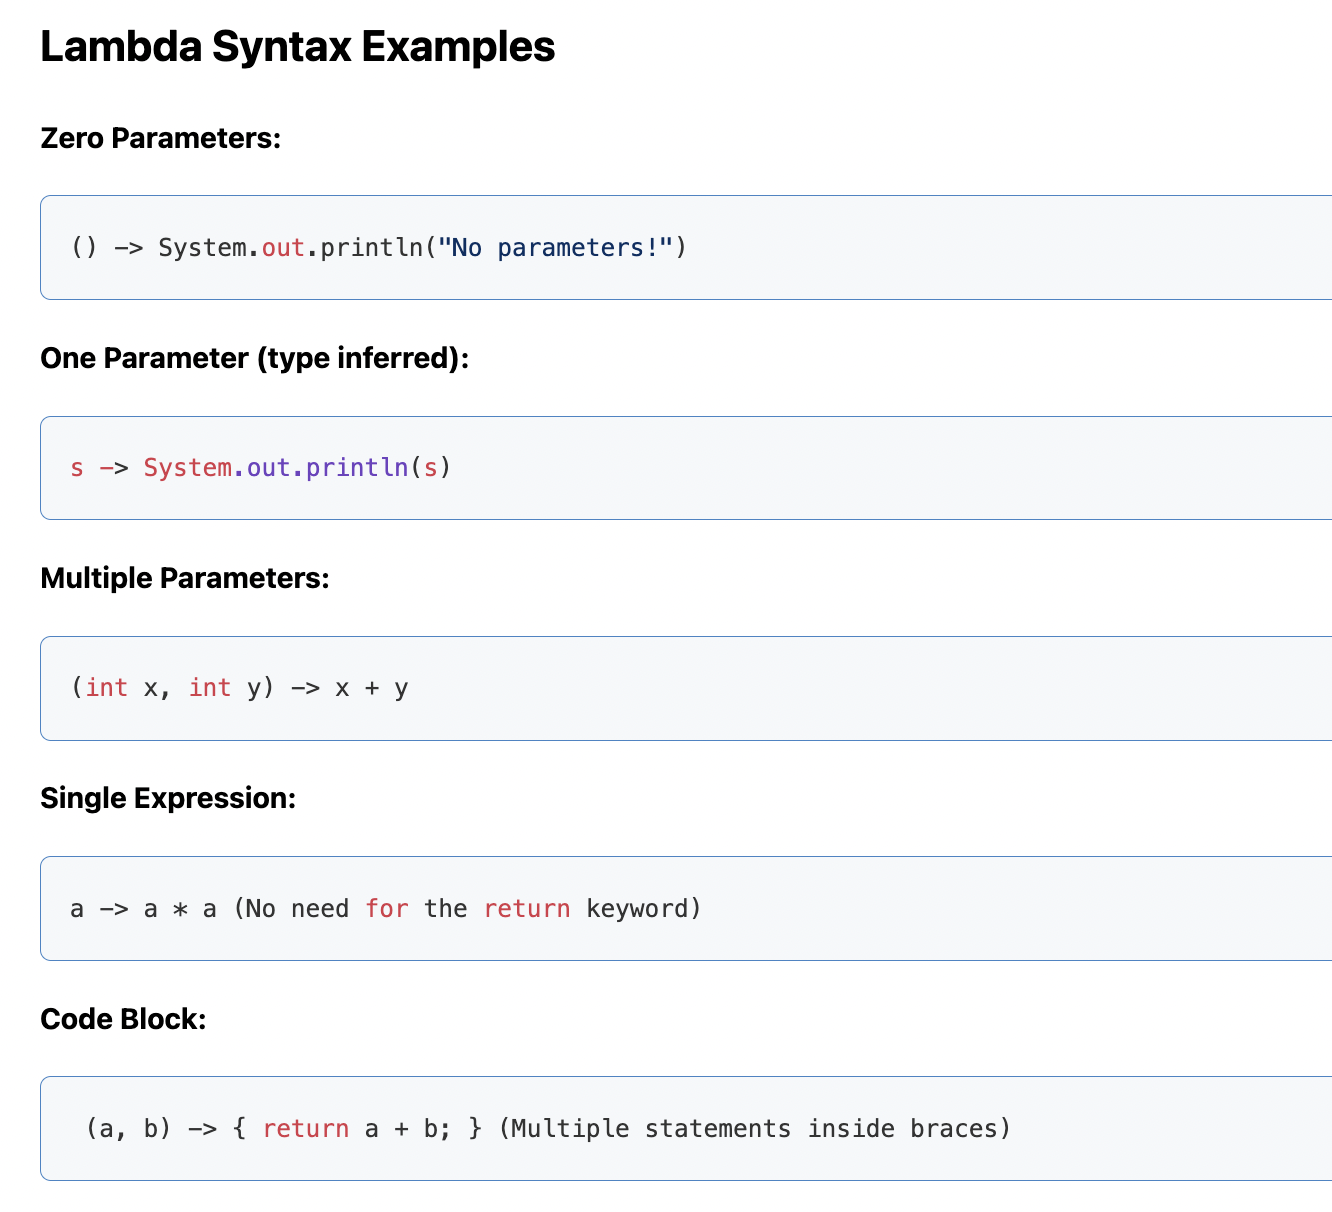 Lambda Syntax Examples
Zero Parameters:
() -> System.out.println("No parameters!")
One Parameter (type inferred):
s -> System.out.println(s)
Multiple Parameters:
(int x, int y) -> x + y
Single Expression:
a -> a * a (No need for the return keyword)
Code Block:
(a, b) -> { return a + b; } (Multiple statements inside braces)